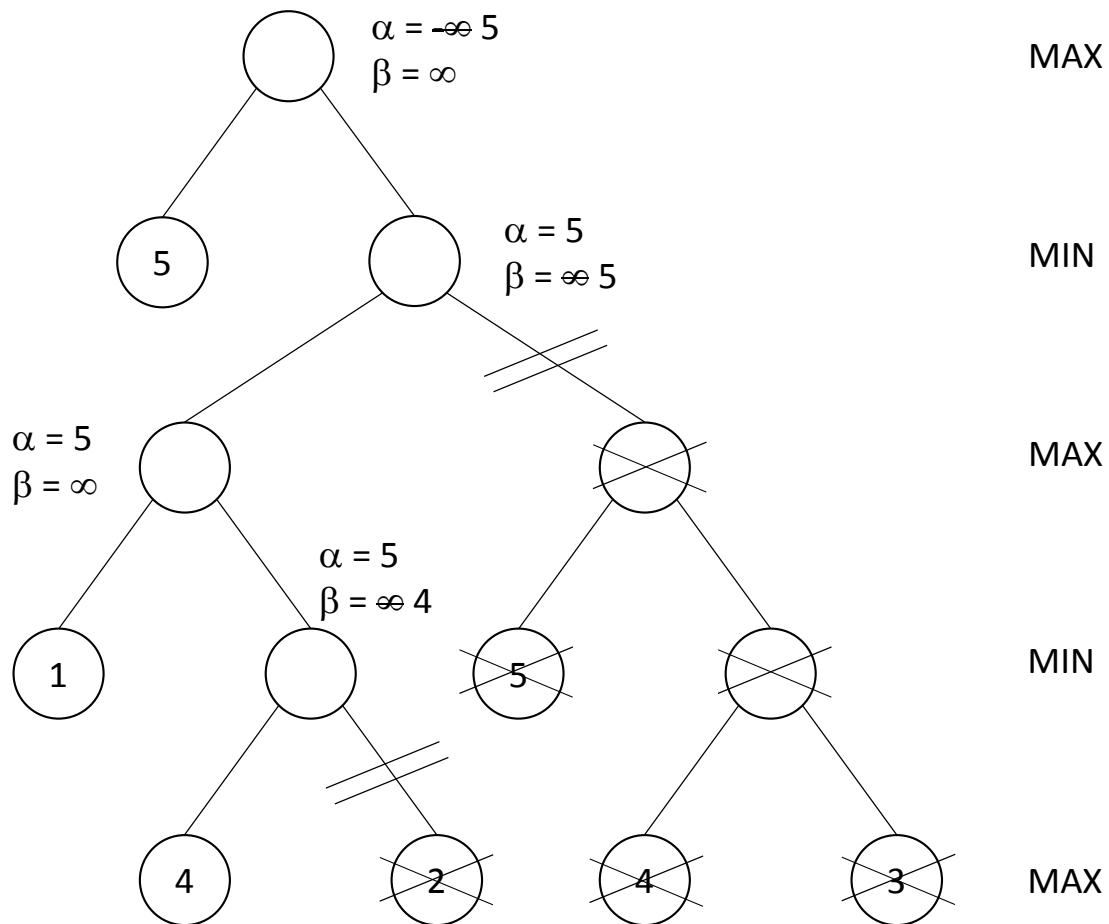 α = -∞ 5
β = ∞
MAX
5
α = 5
β = ∞ 5
MIN
α = 5
β = ∞
MAX
α = 5
β = ∞ 4
1
5
MIN
4
2
4
3
MAX